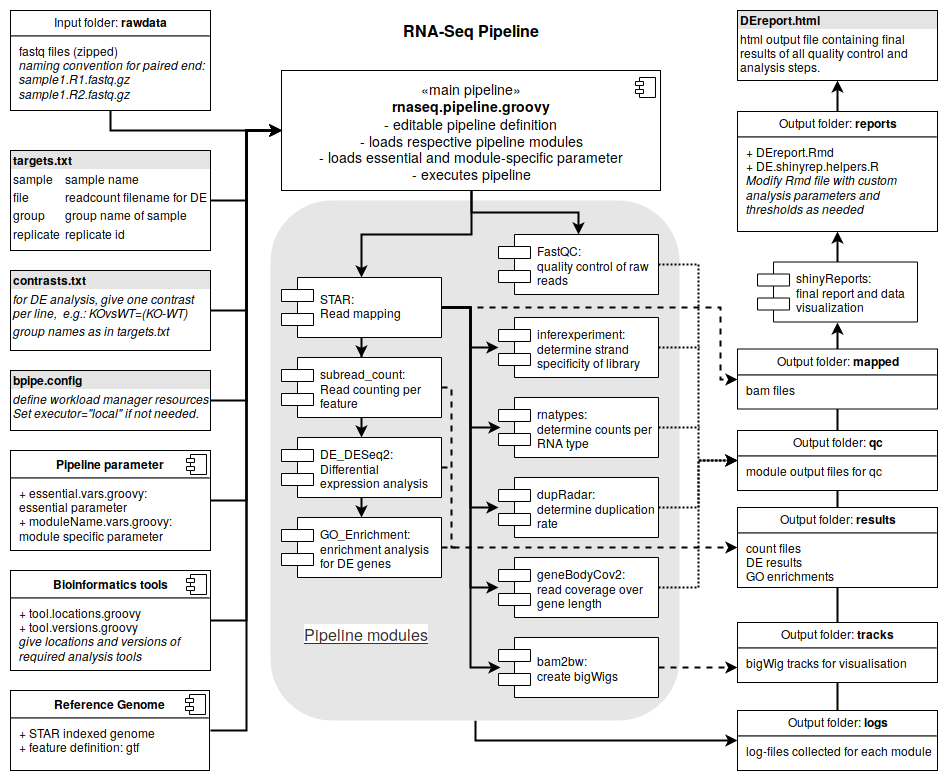 RNA-Seq Pipeline
Input folder: rawdata
fastq files (zipped)
naming convention for paired end:
sample1.R1.fastq.gz
sample1.R2.fastq.gz
targets.txt
sample sample name
file readcount filename for DE
group group name of sample
replicate replicate id
contrasts.txt
for DE analysis, give one contrast
per line, e.g.: KOvsWT=(KO-WT)
group names as in targets.txt
bpipe.config
define workload manager resources
Set executor="local" if not needed.
Pipeline parameter
+ essential.vars.groovy:
essential parameter
+ moduleName.vars.groovy:
module specific parameter
Bioinformatics tools
+ tool.locations.groovy
+ tool.versions.groovy
give locations and versions of
required analysis tools
Reference Genome
+ STAR indexed genome
+ feature definition: gtf
«main pipeline»
rnaseq.pipeline.groovy
- editable pipeline definition
- loads respective pipeline modules
- loads essential and module-specific parameter
- executes pipeline
STAR:
Read mapping
subread_count:
Read counting per
feature
DE_DESeq2:
Differential
expression analysis
GO_Enrichment:
enrichment analysis
for DE genes
Pipeline modules
FastQC:
quality control of raw
reads
inferexperiment:
determine strand
specificity of library
rnatypes:
determine counts per
RNA type
dupRadar:
determine duplication
rate
geneBodyCov2:
read coverage over
gene length
bam2bw:
create bigWigs
DEreport.html
html output file containing final
results of all quality control and
analysis steps.
Output folder: reports
+ DEreport.Rmd
+ DE.shinyrep.helpers.R
Modify Rmd file with custom
analysis parameters and
thresholds as needed
shinyReports:
final report and data
visualization
Output folder: mapped
bam files
Output folder: qc
module output files for qc
Output folder: results
count files
DE results
GO enrichments
Output folder: tracks
bigWig tracks for visualisation
Output folder: logs
log-files collected for each module